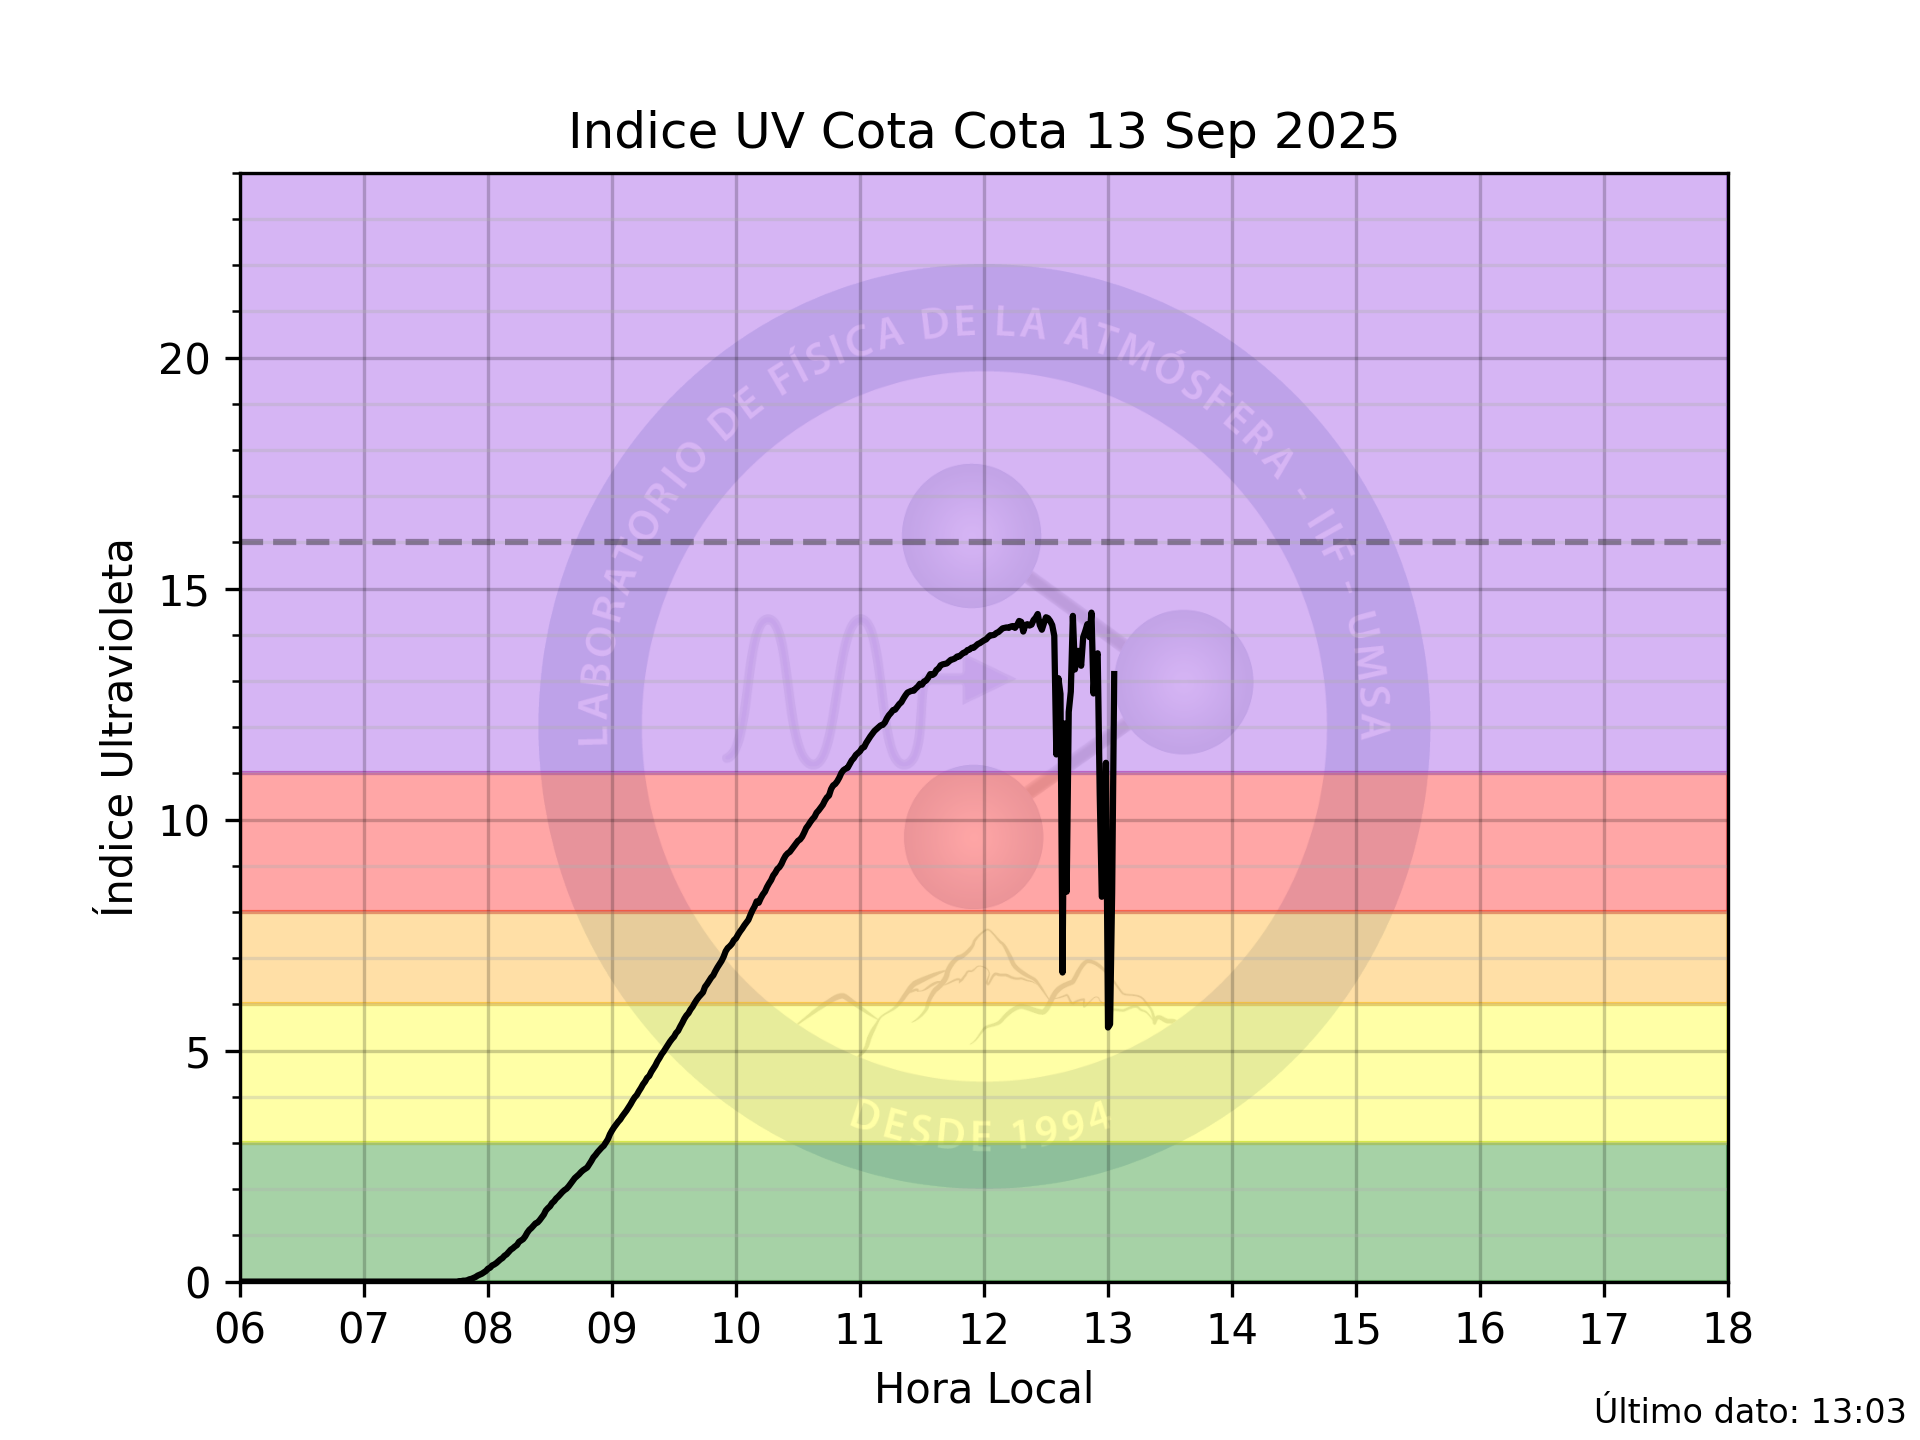 Indice UV Cota Cota 13 Sep 2025
LABORATORIO DE FÍSICA DE LA ATMÓSFERA - IIF - UMSA
DESDE 1994
Índice Ultravioleta
20
15
10
5
0
06 07 08 09 10 11 12 13 14 15 16 17 18
Hora Local
Último dato: 13:03